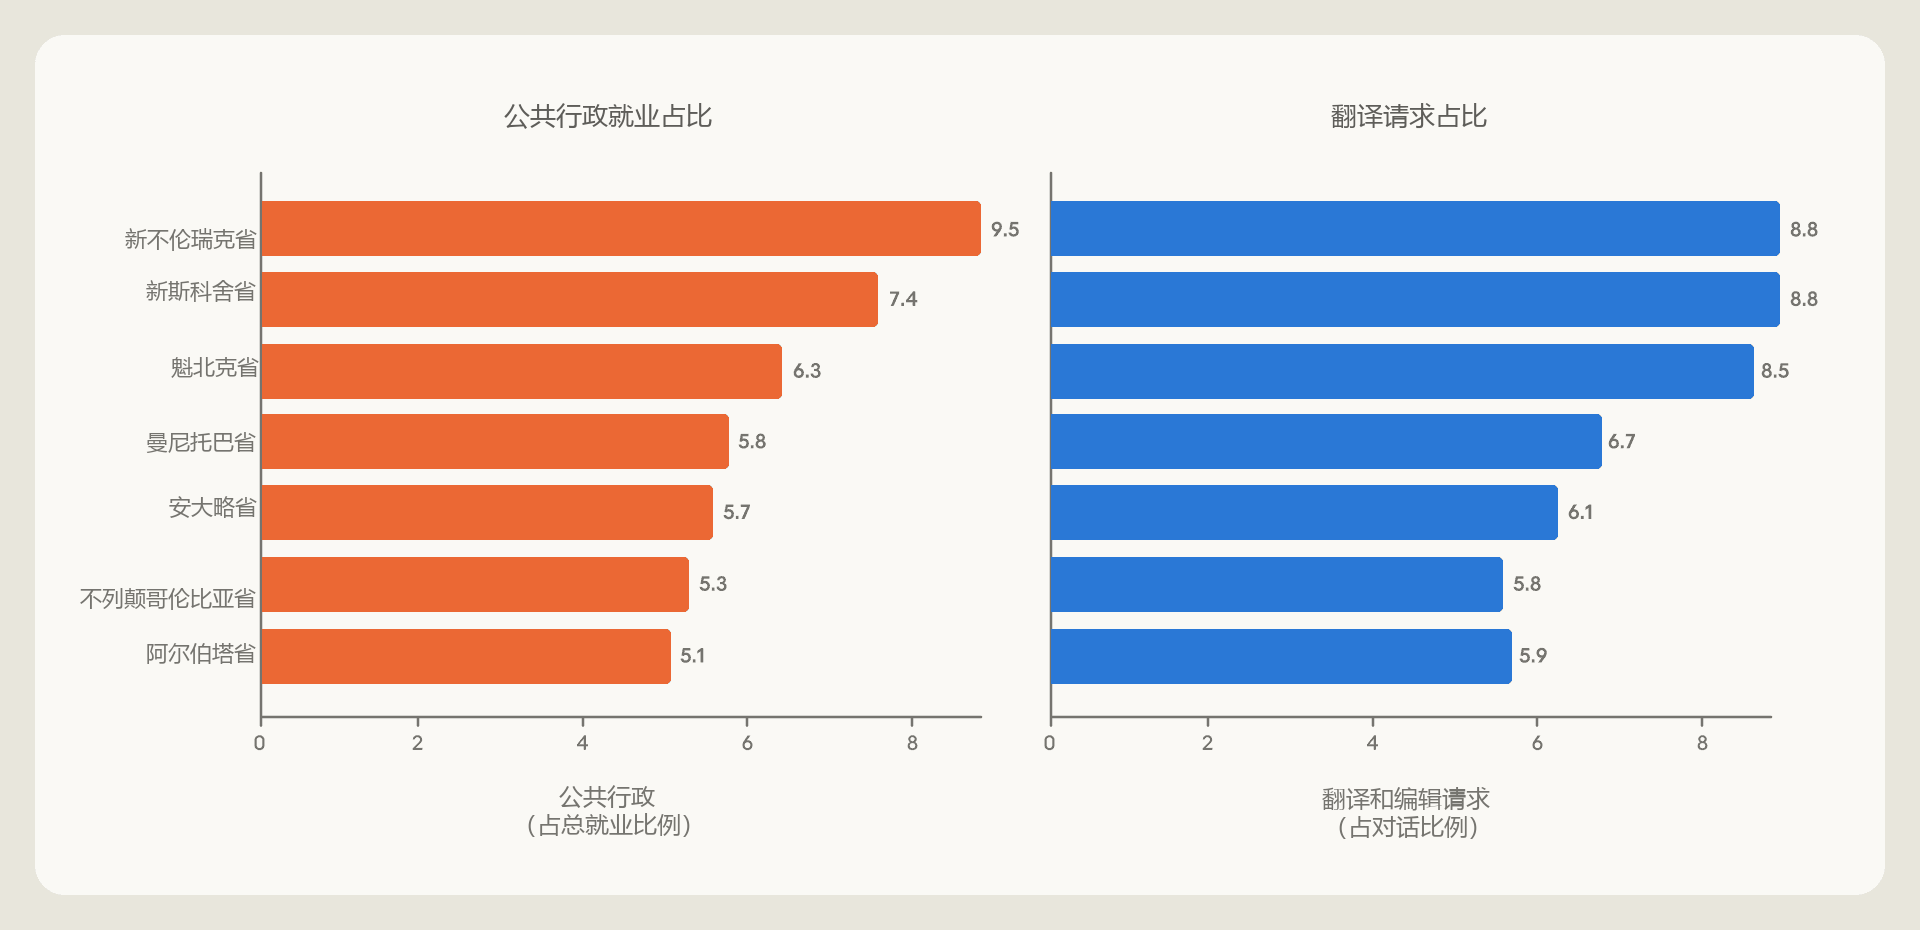 公共行政就业占比
新不伦瑞克省
9.5
新斯科舍省
7.4
魁北克省
6.3
曼尼托巴省
5.8
安大略省
5.7
不列颠哥伦比亚省
5.3
阿尔伯塔省
5.1
0 2 4 6 8
公共行政
（占总就业比例）
翻译请求占比
8.8
8.8
8.5
6.7
6.1
5.8
5.9
0 2 4 6 8
翻译和编辑请求
（占对话比例）